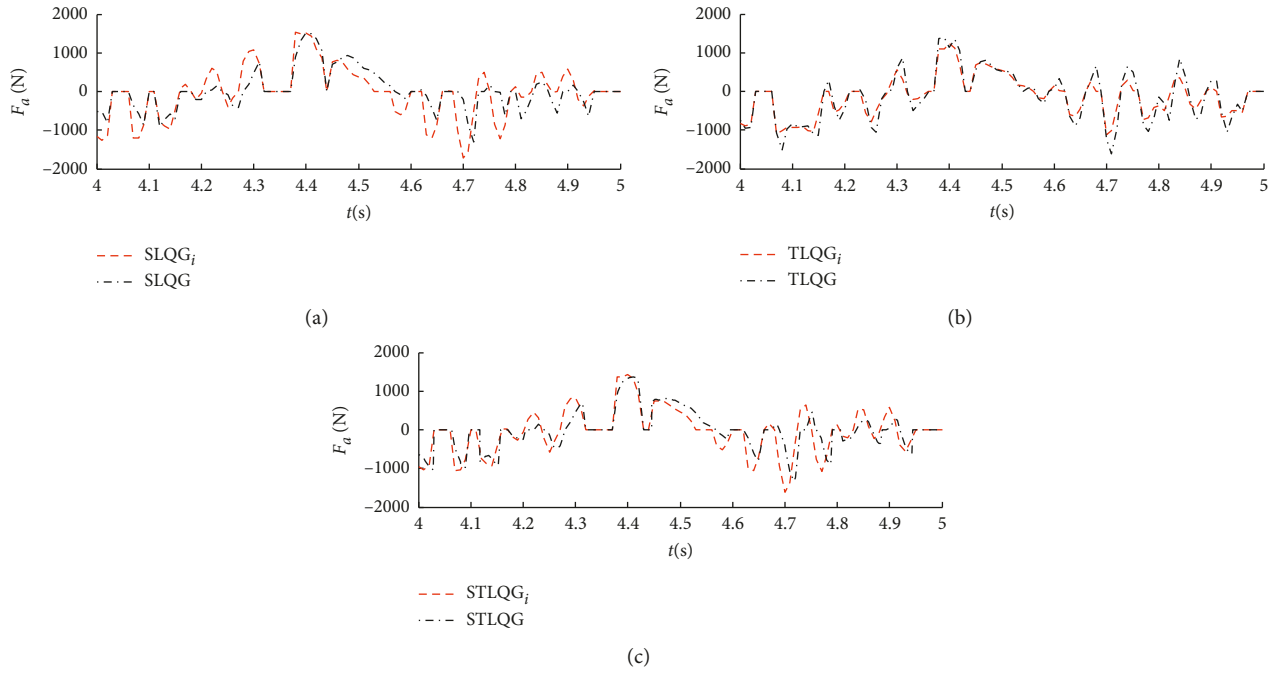 2000
1000
0
−1000
−2000
F_a (N)
4 4.1 4.2 4.3 4.4 4.5 4.6 4.7 4.8 4.9 5
t(s)
SLQG_i
SLQG
(a)
2000
1000
0
−1000
−2000
F_a (N)
4 4.1 4.2 4.3 4.4 4.5 4.6 4.7 4.8 4.9 5
t(s)
TLQG_i
TLQG
(b)
2000
1000
0
−1000
−2000
F_a (N)
4 4.1 4.2 4.3 4.4 4.5 4.6 4.7 4.8 4.9 5
t(s)
STLQG_i
STLQG
(c)